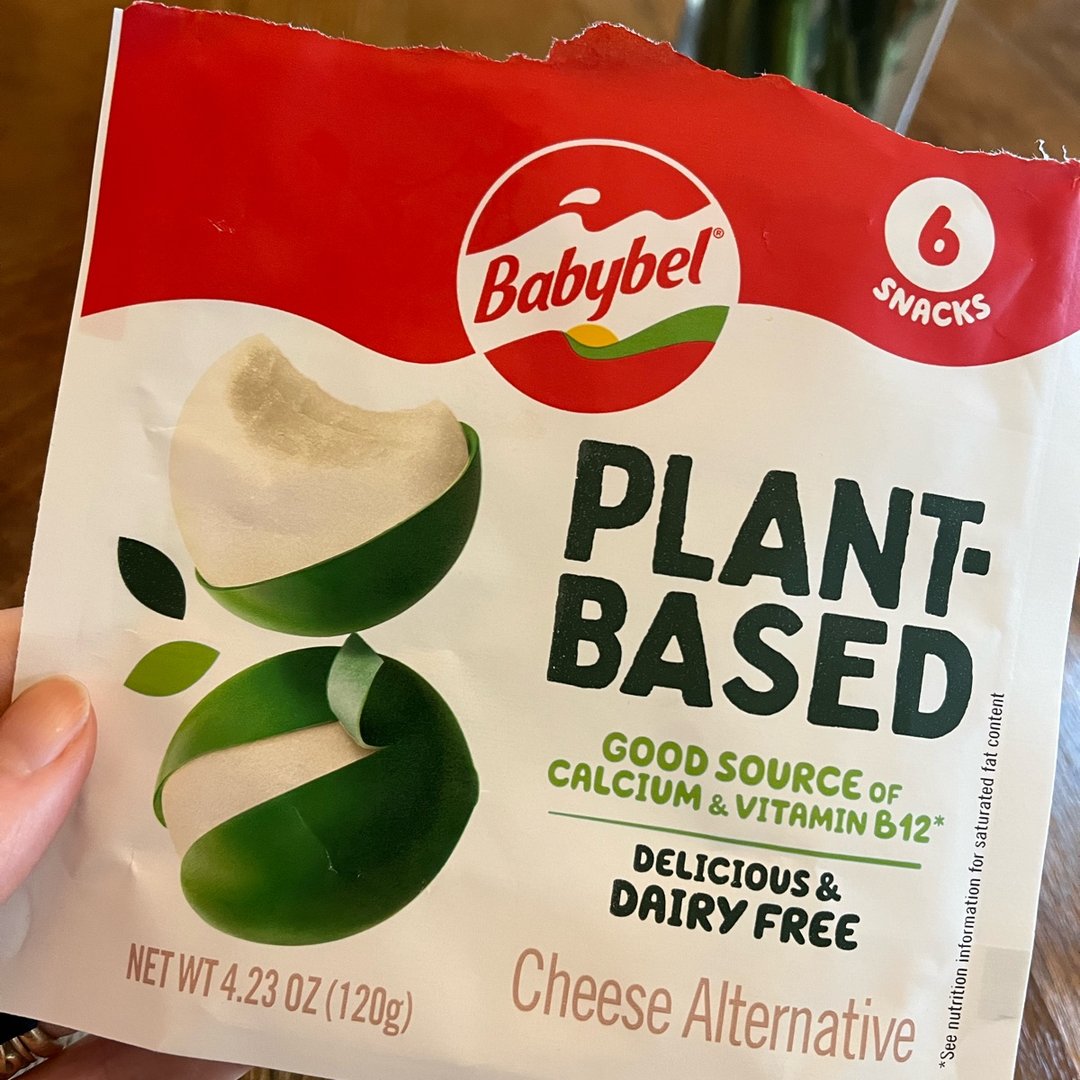 Babybel®
6
SNACKS
PLANT-
BASED
GOOD SOURCE OF
CALCIUM & VITAMIN B12*
DELICIOUS &
DAIRY FREE
Cheese Alternative
NET WT 4.23 OZ (120g)
*See nutrition information for saturated fat content